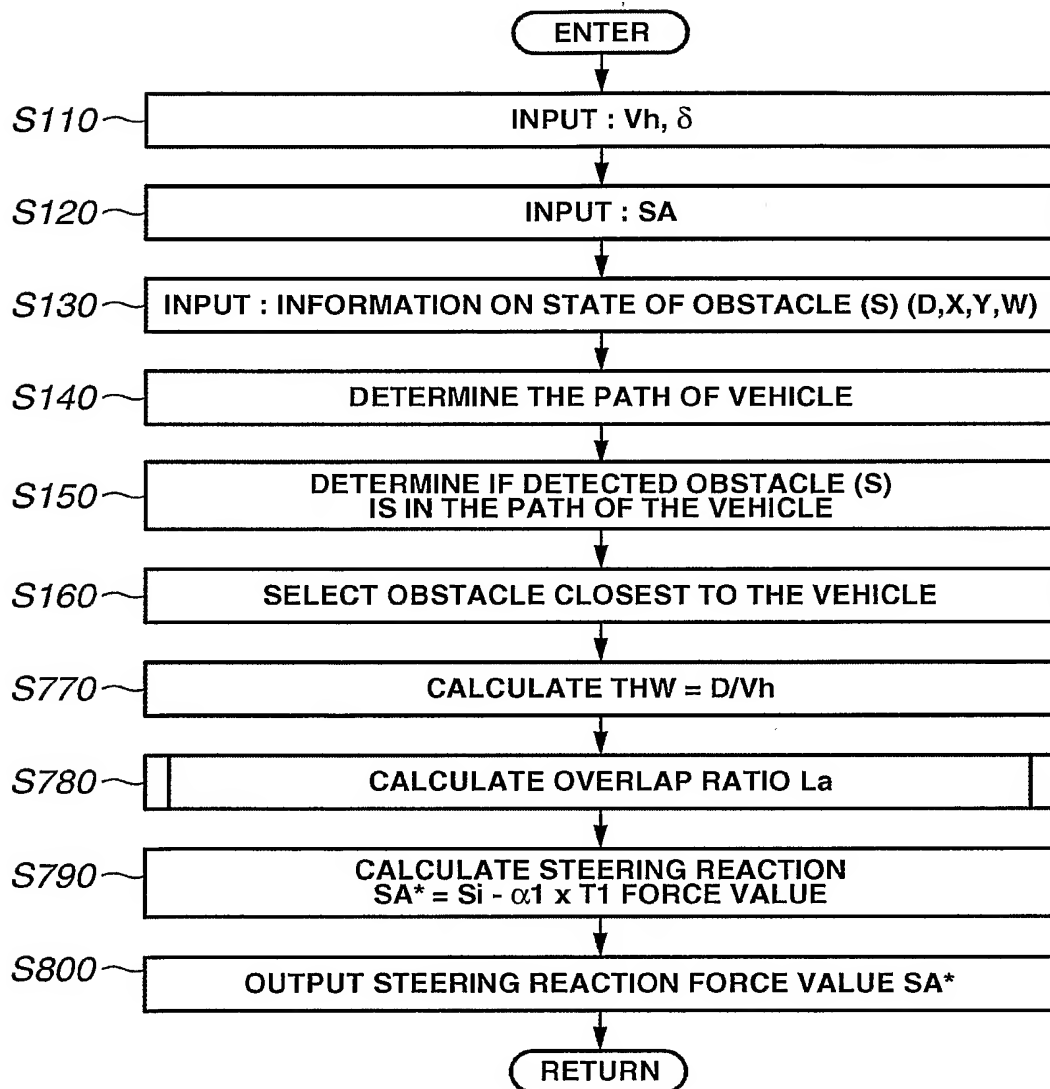 ENTER
S110
INPUT : Vh, δ
S120
INPUT : SA
S130
INPUT : INFORMATION ON STATE OF OBSTACLE (S) (D,X,Y,W)
S140
DETERMINE THE PATH OF VEHICLE
S150
DETERMINE IF DETECTED OBSTACLE (S)
IS IN THE PATH OF THE VEHICLE
S160
SELECT OBSTACLE CLOSEST TO THE VEHICLE
S770
CALCULATE THW = D/Vh
S780
CALCULATE OVERLAP RATIO La
S790
CALCULATE STEERING REACTION
SA* = Si - α1 x T1 FORCE VALUE
S800
OUTPUT STEERING REACTION FORCE VALUE SA*
RETURN